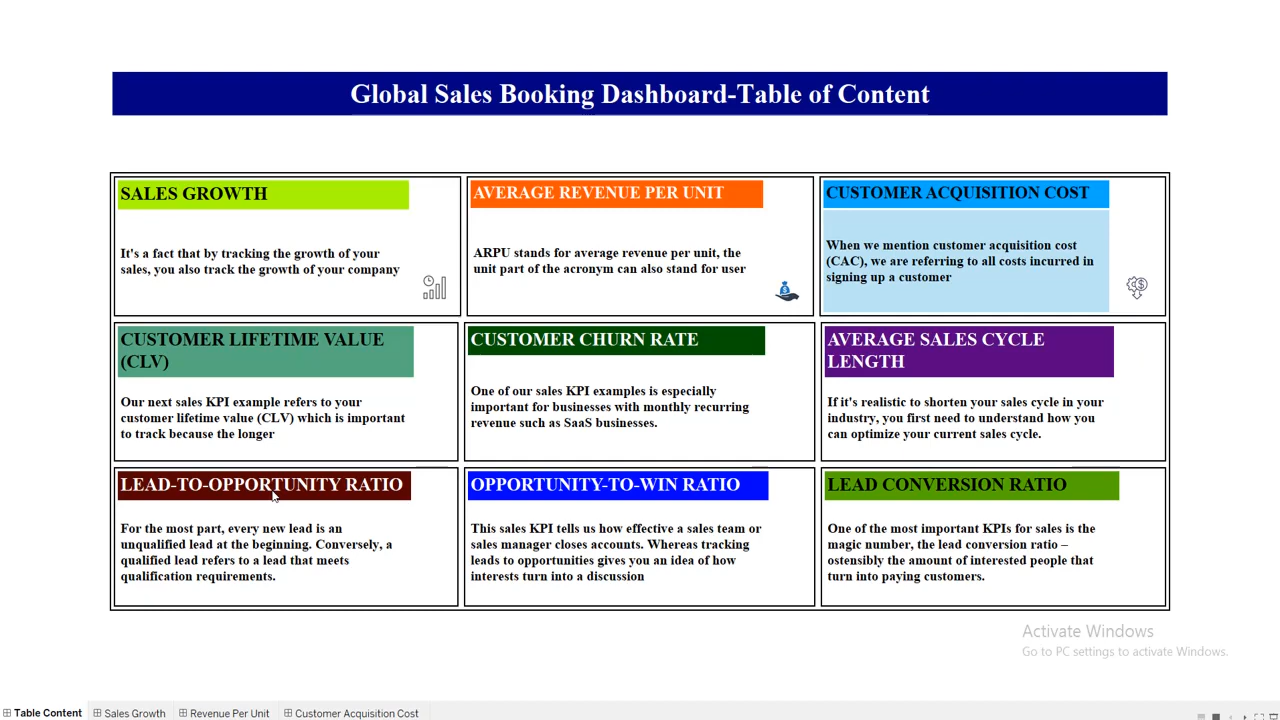 Global Sales Booking Dashboard-Table of Content
SALES GROWTH
It's a fact that by tracking the growth of your
sales, you also track the growth of your company
AVERAGE REVENUE PER UNIT
ARPU stands for average revenue per unit, the
unit part of the acronym can also stand for user
CUSTOMER ACQUISITION COST
When we mention customer acquisition cost
(CAC), we are referring to all costs incurred in
signing up a customer
CUSTOMER LIFETIME VALUE
(CLV)
Our next sales KPI example refers to your
customer lifetime value (CLV) which is important
to track because the longer
CUSTOMER CHURN RATE
One of our sales KPI examples is especially
important for businesses with monthly recurring
revenue such as SaaS businesses.
AVERAGE SALES CYCLE
LENGTH
If it's realistic to shorten your sales cycle in your
industry, you first need to understand how you
can optimize your current sales cycle.
LEAD-TO-OPPORTUNITY RATIO
For the most part, every new lead is an
unqualified lead at the beginning. Conversely, a
qualified lead refers to a lead that meets
qualification requirements.
OPPORTUNITY-TO-WIN RATIO
This sales KPI tells us how effective a sales team or
sales manager closes accounts. Whereas tracking
leads to opportunities gives you an idea of how
interests turn into a discussion
LEAD CONVERSION RATIO
One of the most important KPIs for sales is the
magic number, the lead conversion ratio –
ostensibly the amount of interested people that
turn into paying customers.
Activate Windows
Go to PC settings to activate Windows.
Table Content
Sales Growth
Revenue Per Unit
Customer Acquisition Cost